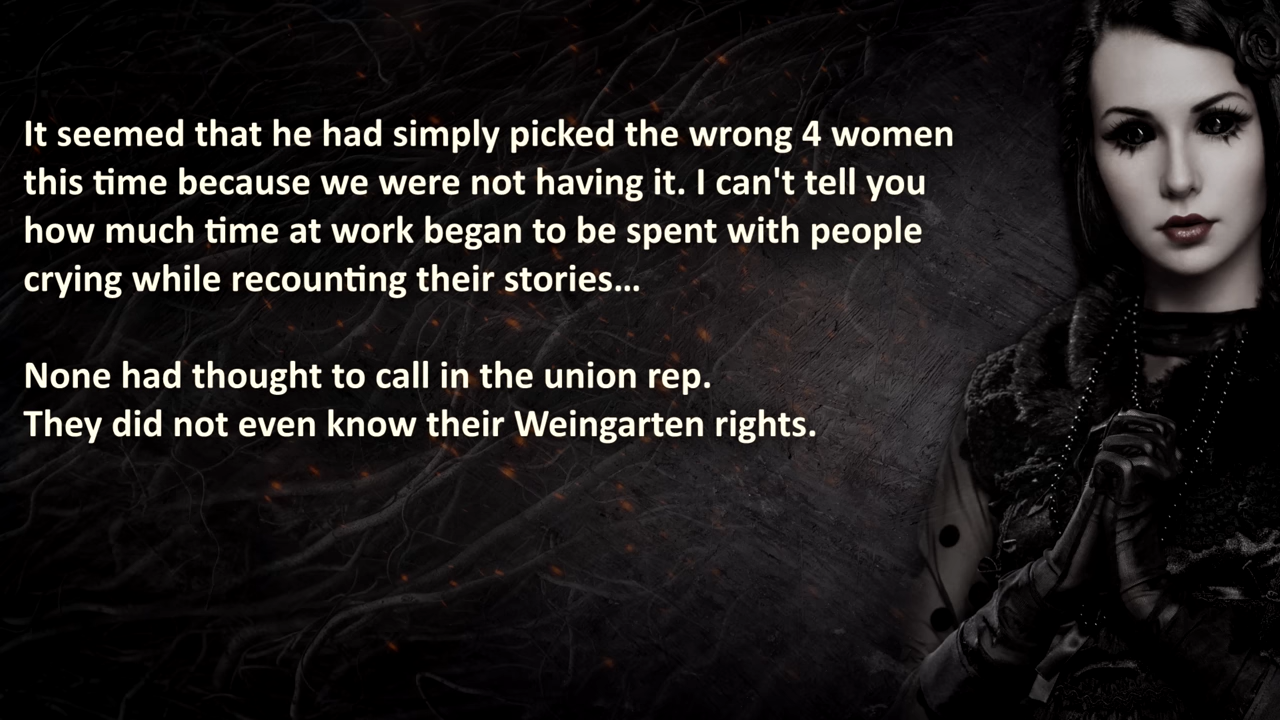 It seemed that he had simply picked the wrong 4 women
this time because we were not having it. I can't tell you
how much time at work began to be spent with people
crying while recounting their stories...
None had thought to call in the union rep.
They did not even know their Weingarten rights.